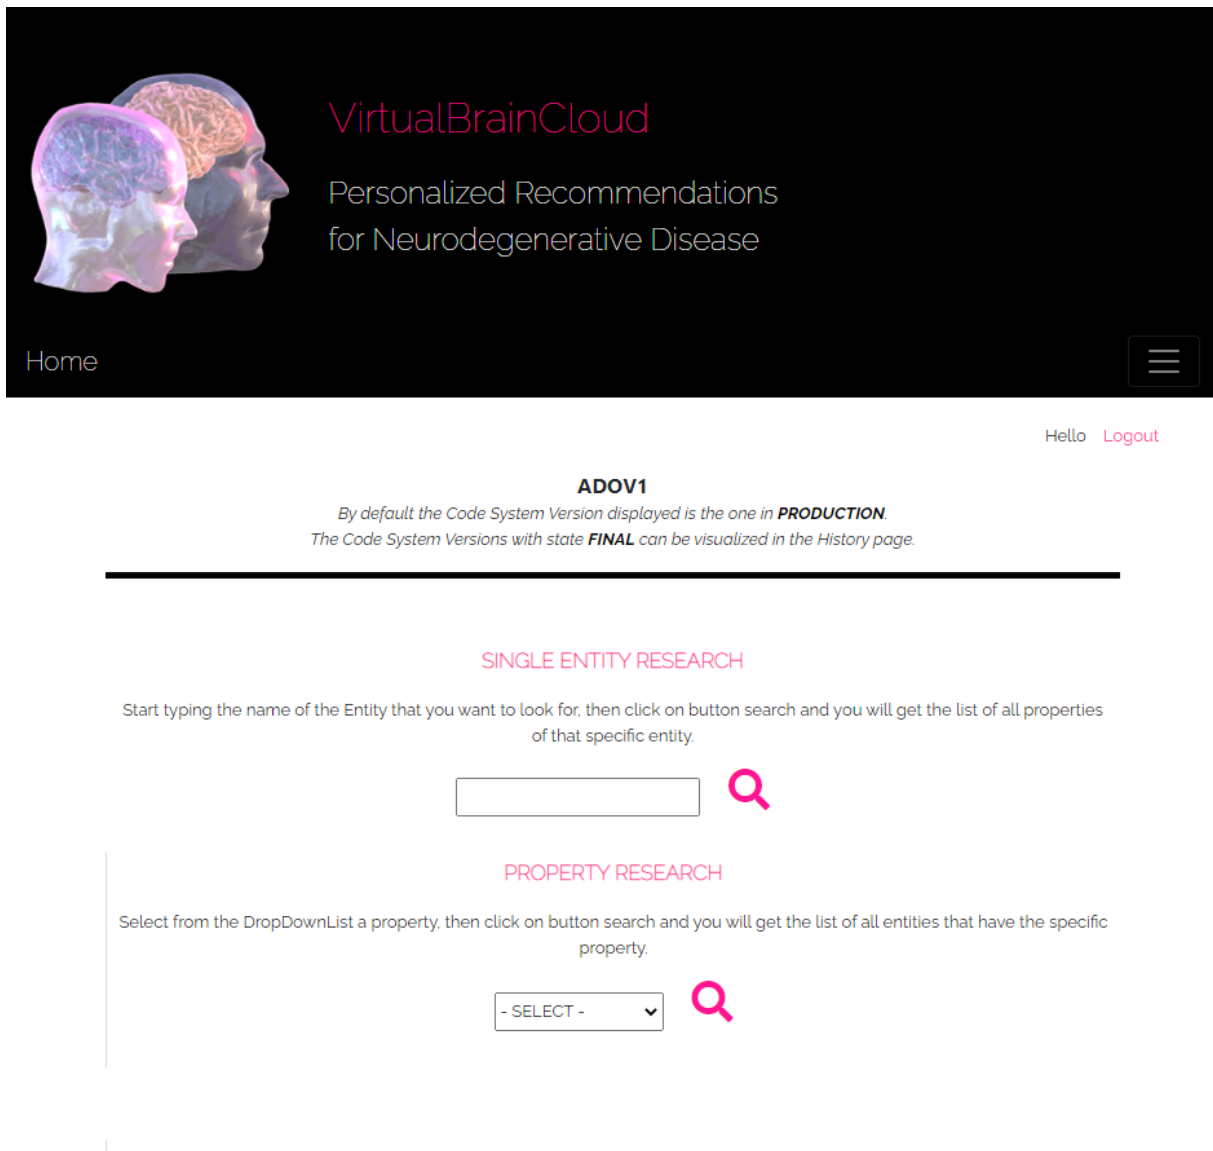 VirtualBrainCloud
Personalized Recommendations
for Neurodegenerative Disease
Home
Hello Logout
ADOV1
By default the Code System Version displayed is the one in PRODUCTION.
The Code System Versions with state FINAL can be visualized in the History page.
SINGLE ENTITY RESEARCH
Start typing the name of the Entity that you want to look for, then click on button search and you will get the list of all properties
of that specific entity.
PROPERTY RESEARCH
Select from the DropDownList a property, then click on button search and you will get the list of all entities that have the specific
property.
- SELECT -